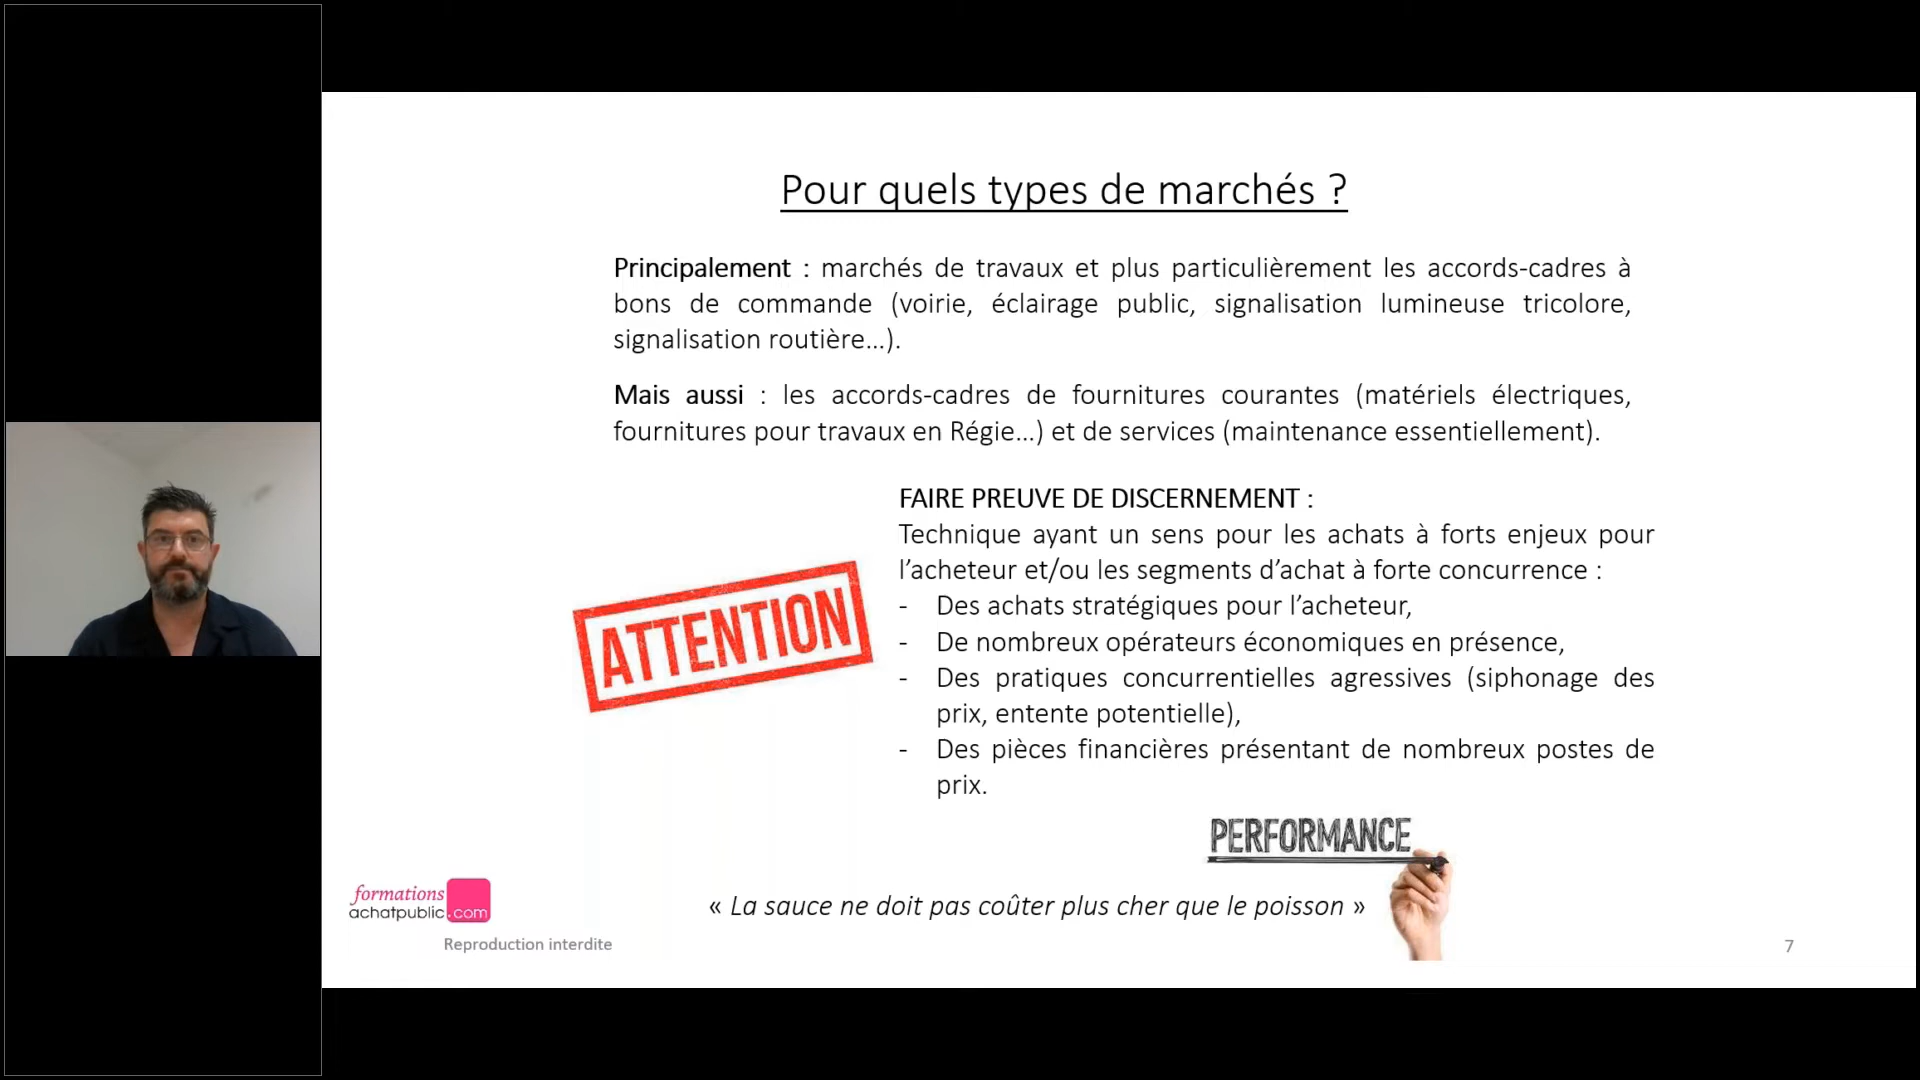 Pour quels types de marchés ?
Principalement : marchés de travaux et plus particulièrement les accords-cadres à
bons de commande (voirie, éclairage public, signalisation lumineuse tricolore,
signalisation routière...).
Mais aussi : les accords-cadres de fournitures courantes (matériels électriques,
fournitures pour travaux en Régie...) et de services (maintenance essentiellement).
FAIRE PREUVE DE DISCERNEMENT :
Technique ayant un sens pour les achats à forts enjeux pour
l’acheteur et/ou les segments d’achat à forte concurrence :
- Des achats stratégiques pour l’acheteur,
- De nombreux opérateurs économiques en présence,
- Des pratiques concurrentielles agressives (siphonage des
prix, entente potentielle),
- Des pièces financières présentant de nombreux postes de
prix.
ATTENTION
PERFORMANCE
« La sauce ne doit pas coûter plus cher que le poisson »
formations
achatpublic.com
Reproduction interdite
7